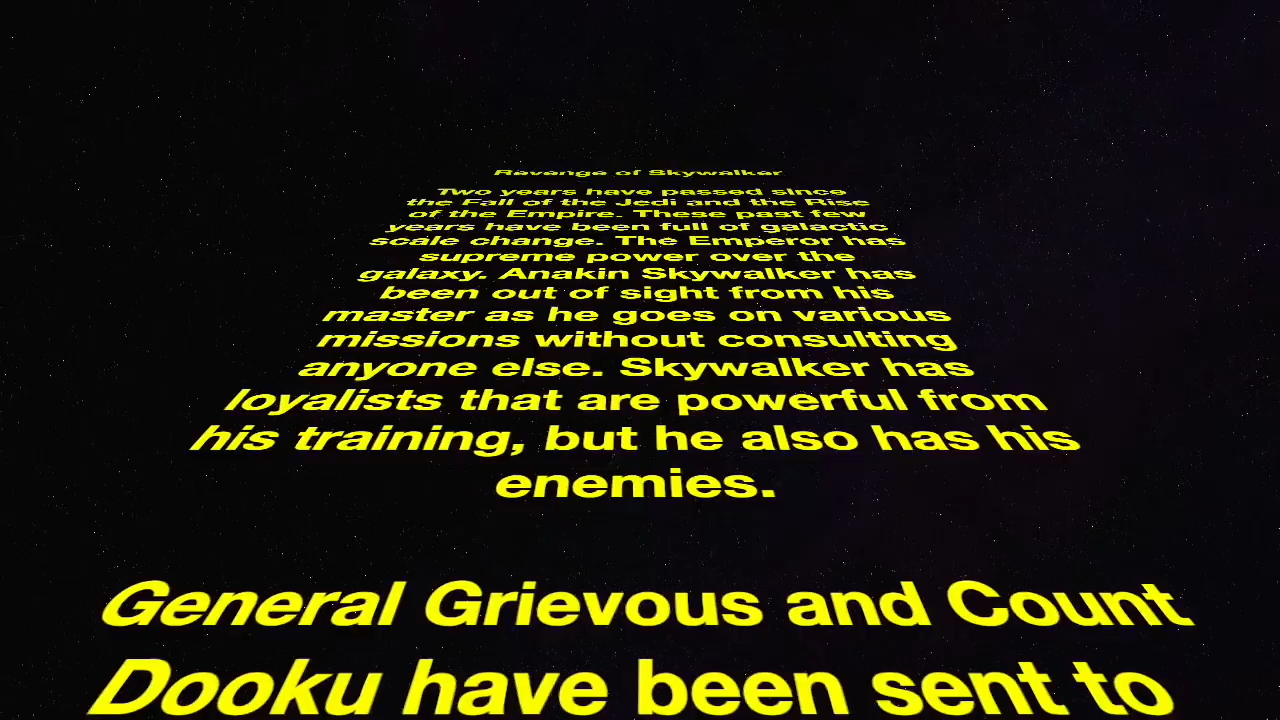 Revenge of Skywalker
Two years have passed since
the Fall of the Jedi and the Rise
of the Empire. These past few
years have been full of galactic
scale change. The Emperor has
supreme power over the
galaxy. Anakin Skywalker has
been out of sight from his
master as he goes on various
missions without consulting
anyone else. Skywalker has
loyalists that are powerful from
his training, but he also has his
enemies.
General Grievous and Count
Dooku have been sent to